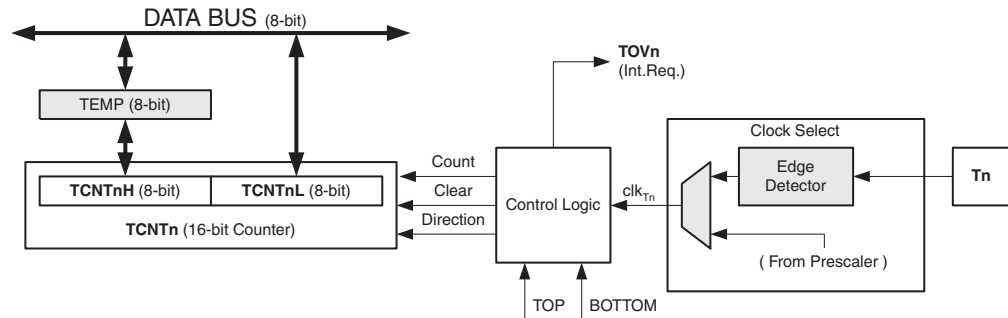 DATA BUS (8-bit)
TOVn
(Int.Req.)
TEMP (8-bit)
Clock Select
Count
Edge
Detector
Tn
TCNTnH (8-bit) TCNTnL (8-bit)
Clear
Control Logic
clkTn
TCNTn (16-bit Counter)
Direction
( From Prescaler )
TOP
BOTTOM